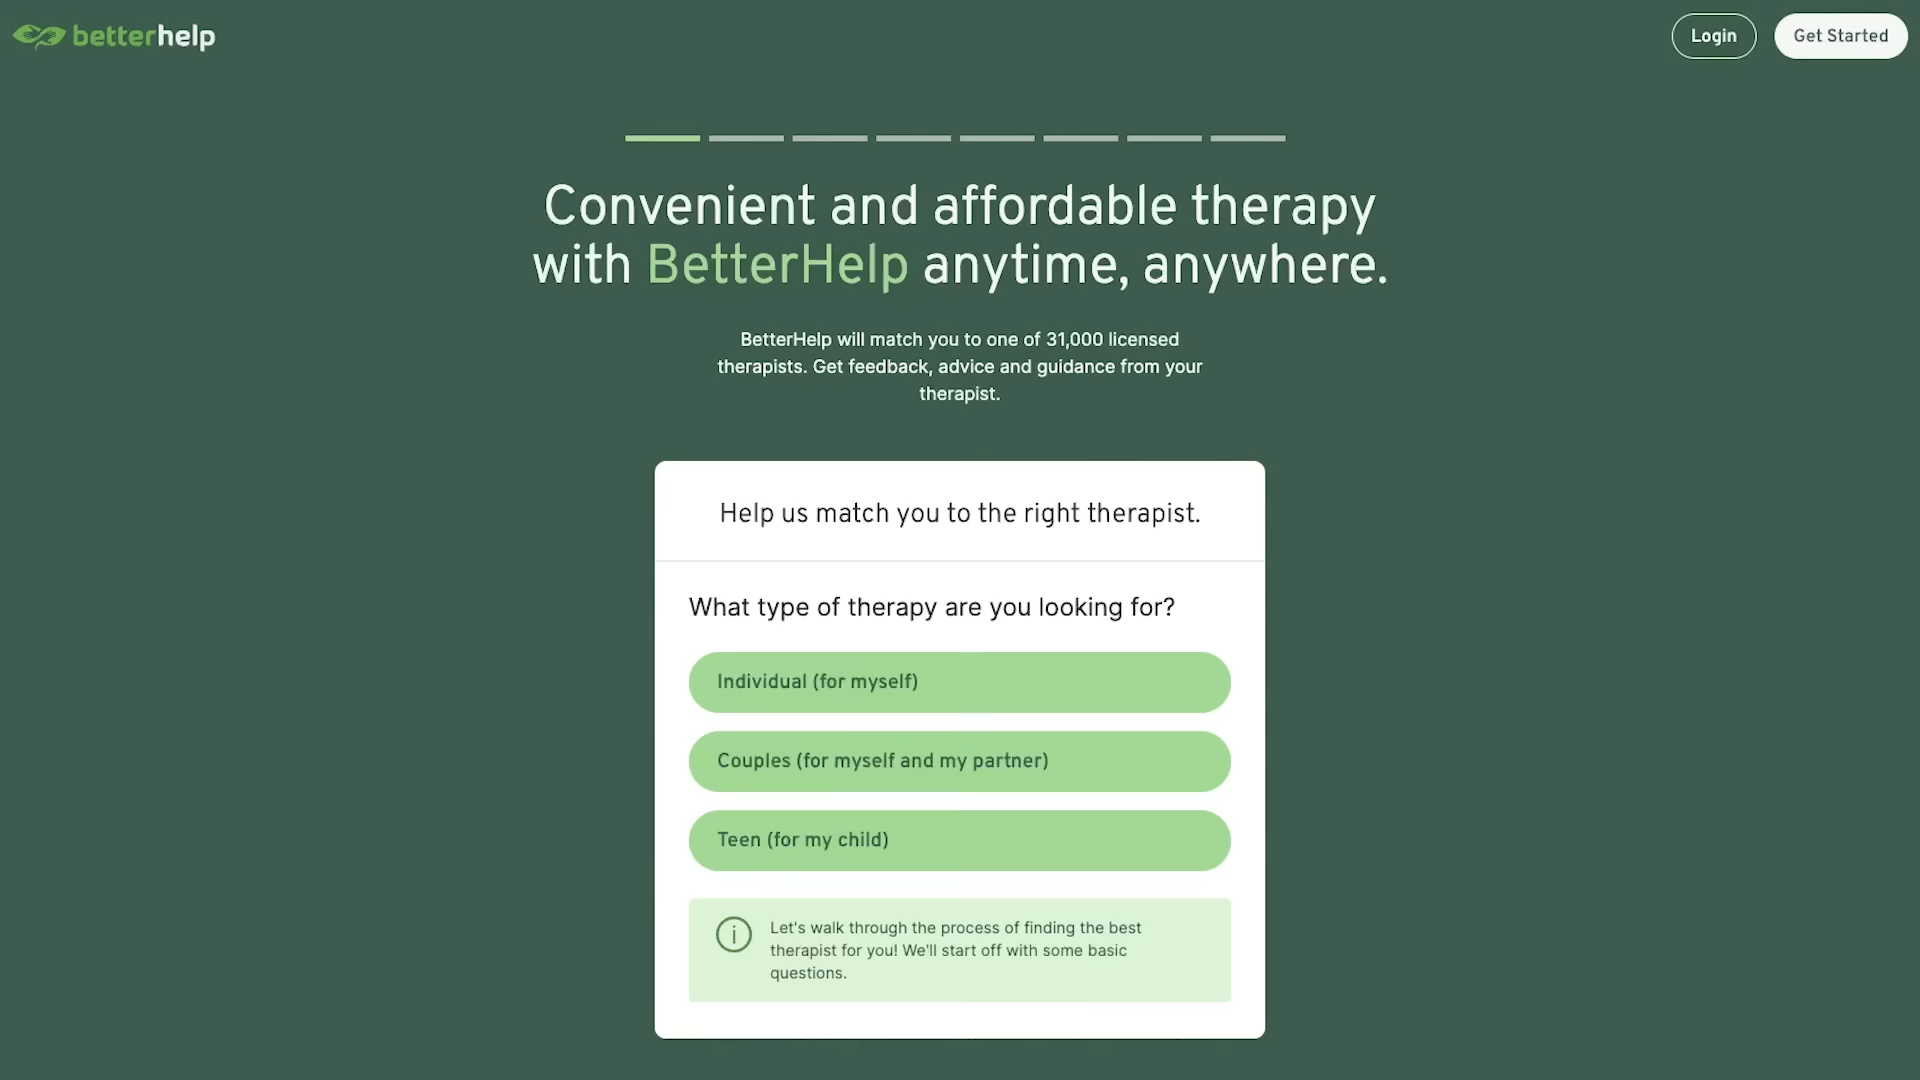 betterhelp
Login
Get Started
Convenient and affordable therapy
with BetterHelp anytime, anywhere.
BetterHelp will match you to one of 31,000 licensed
therapists. Get feedback, advice and guidance from your
therapist.
Help us match you to the right therapist.
What type of therapy are you looking for?
Individual (for myself)
Couples (for myself and my partner)
Teen (for my child)
Let's walk through the process of finding the best
therapist for you! We'll start off with some basic
questions.